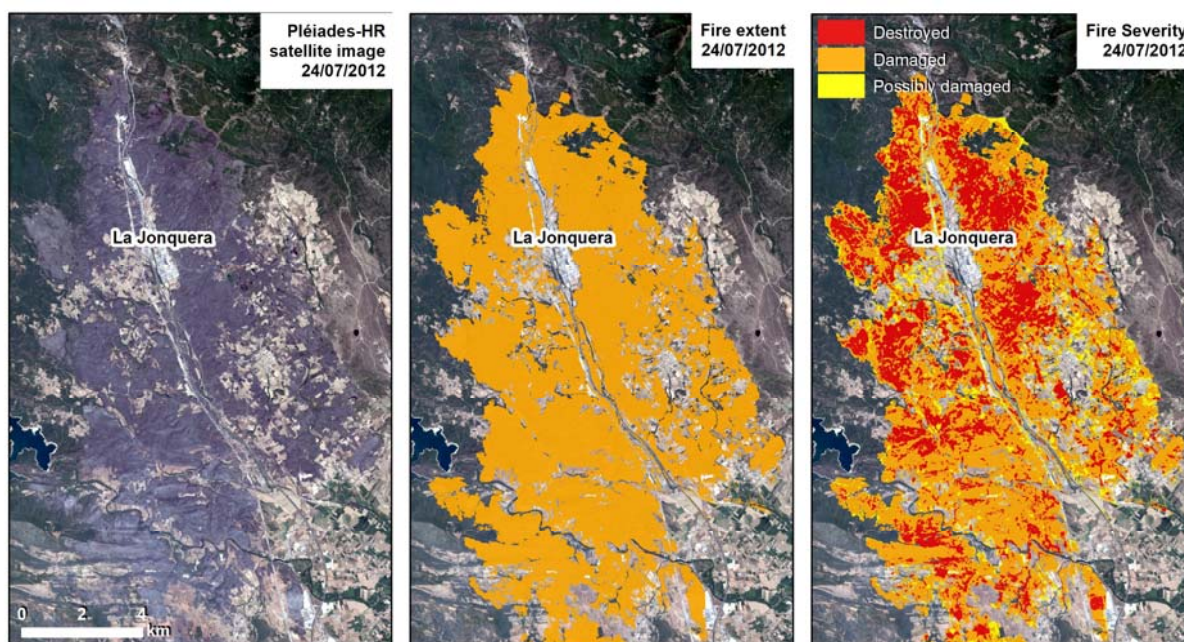 Pléiades-HR
satellite image
24/07/2012
La Jonquera
0 2 4
km
Fire extent
24/07/2012
La Jonquera
Fire Severity
24/07/2012
Destroyed
Damaged
Possibly damaged
La Jonquera